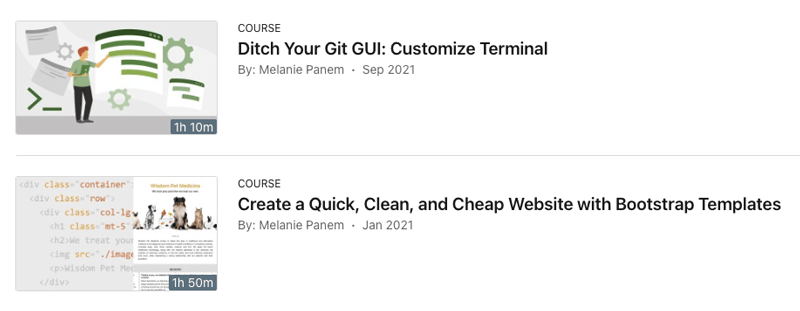 COURSE
Ditch Your Git GUI: Customize Terminal
By: Melanie Panem · Sep 2021
1h 10m
COURSE
Create a Quick, Clean, and Cheap Website with Bootstrap Templates
By: Melanie Panem · Jan 2021
<div class="container"
<div class="row">
<div class="col-lg
<h1 class="mt-5"
<h2>We treat your
<img src="./image
<p>Wisdom Pet Med
</div>
Wisdom Pet Medicine
1h 50m